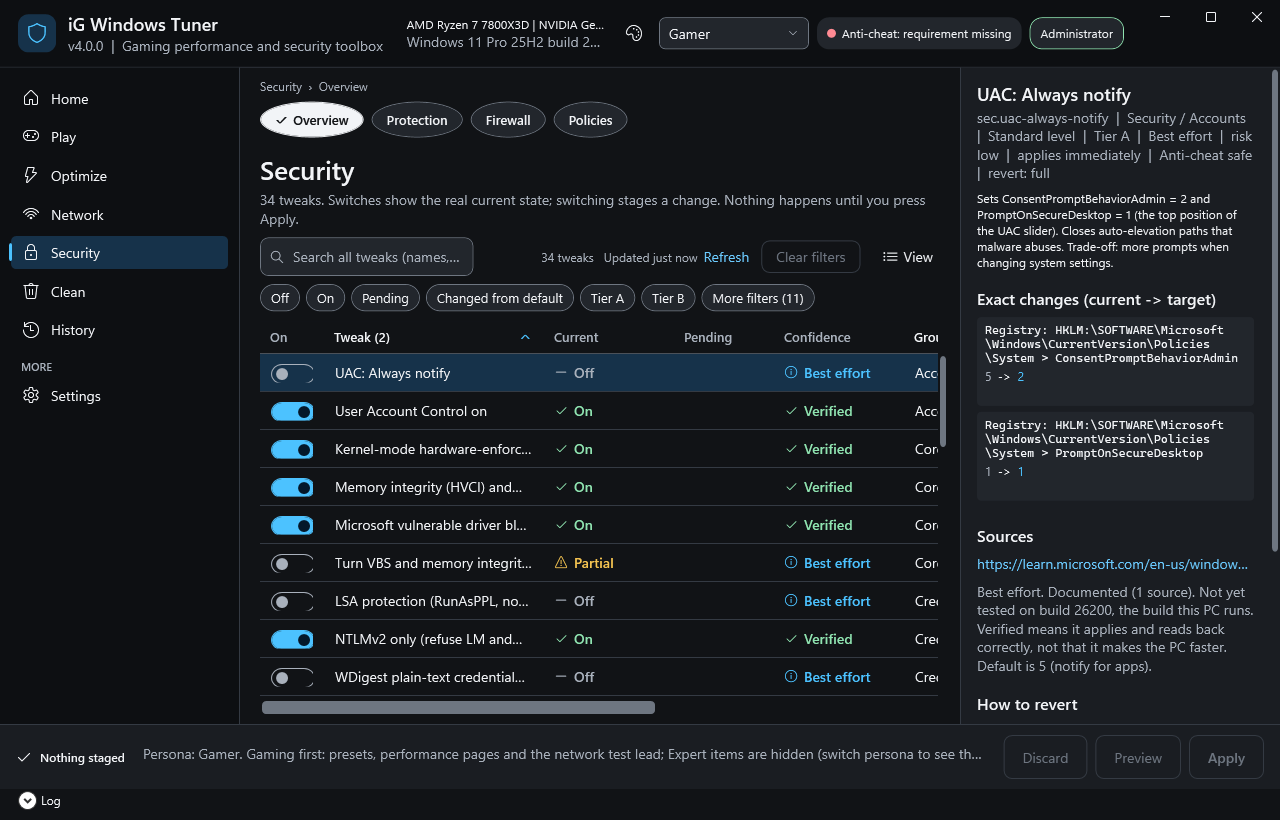 iG Windows Tuner
v4.0.0 | Gaming performance and security toolbox
AMD Ryzen 7 7800X3D | NVIDIA Ge...
Windows 11 Pro 25H2 build 2...
Gamer
Anti-cheat: requirement missing
Administrator
Home
Play
Optimize
Network
Security
Clean
History
MORE
Settings
Security › Overview
Overview
Protection
Firewall
Policies
Security
34 tweaks. Switches show the real current state; switching stages a change. Nothing happens until you press
Apply.
Search all tweaks (names,...
34 tweaks
Updated just now
Refresh
Clear filters
View
Off
On
Pending
Changed from default
Tier A
Tier B
More filters (11)
On
Tweak (2)
Current
Pending
Confidence
Grou
UAC: Always notify
Off
Best effort
Acc
User Account Control on
On
Verified
Acc
Kernel-mode hardware-enforc...
On
Verified
Cor
Memory integrity (HVCI) and...
On
Verified
Cor
Microsoft vulnerable driver bl...
On
Verified
Cor
Turn VBS and memory integrit...
Partial
Best effort
Cor
LSA protection (RunAsPPL, no...
Off
Best effort
Cre
NTLMv2 only (refuse LM and...
On
Verified
Cre
WDigest plain-text credential...
Off
Best effort
Cre
UAC: Always notify
sec.uac-always-notify | Security / Accounts
| Standard level | Tier A | Best effort | risk
low | applies immediately | Anti-cheat safe
| revert: full
Sets ConsentPromptBehaviorAdmin = 2 and
PromptOnSecureDesktop = 1 (the top position of
the UAC slider). Closes auto-elevation paths that
malware abuses. Trade-off: more prompts when
changing system settings.
Exact changes (current -> target)
Registry: HKLM:\SOFTWARE\Microsoft
\Windows\CurrentVersion\Policies
\System > ConsentPromptBehaviorAdmin
5 -> 2
Registry: HKLM:\SOFTWARE\Microsoft
\Windows\CurrentVersion\Policies
\System > PromptOnSecureDesktop
1 -> 1
Sources
https://learn.microsoft.com/en-us/window...
Best effort. Documented (1 source). Not yet
tested on build 26200, the build this PC runs.
Verified means it applies and reads back
correctly, not that it makes the PC faster.
Default is 5 (notify for apps).
How to revert
Nothing staged
Persona: Gamer. Gaming first: presets, performance pages and the network test lead; Expert items are hidden (switch persona to see th...
Discard
Preview
Apply
Log